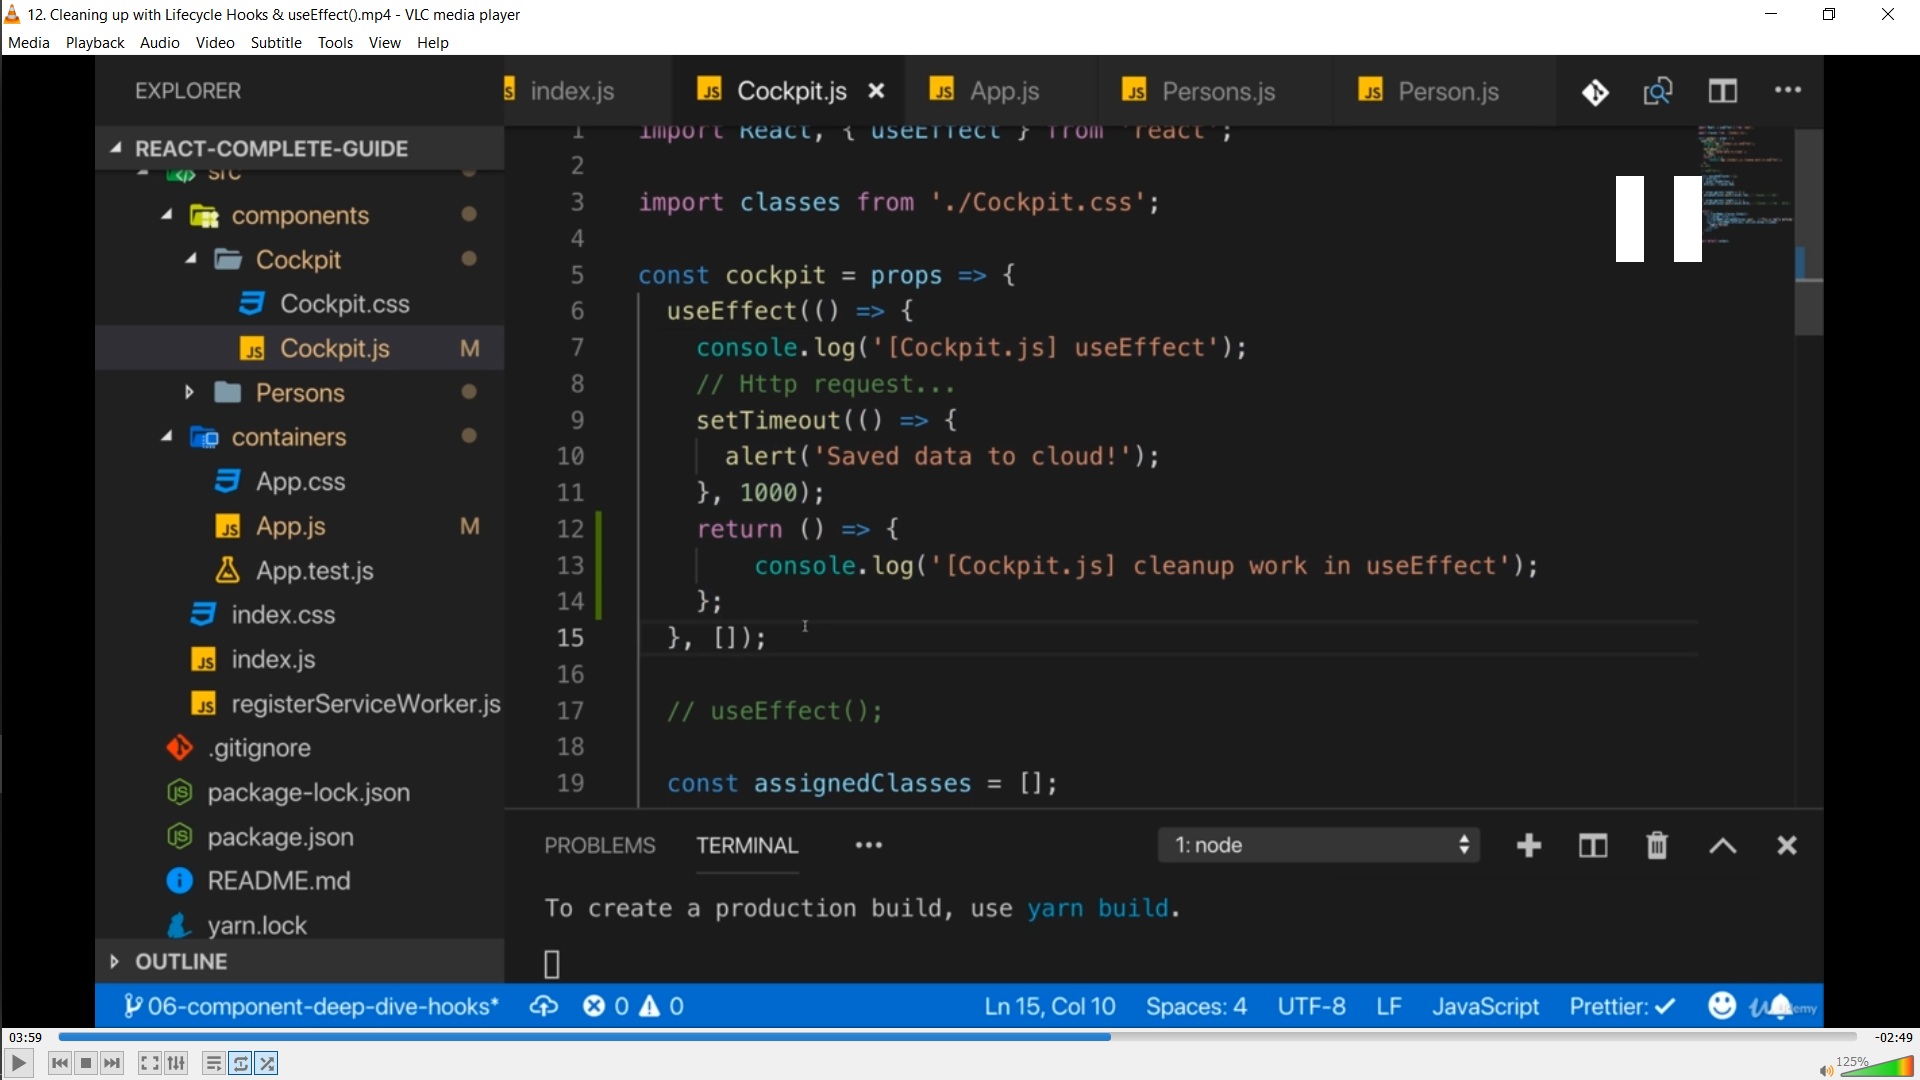 12. Cleaning up with Lifecycle Hooks & useEffect().mp4 - VLC media player
Media Playback Audio Video Subtitle Tools View Help
EXPLORER
index.js Cockpit.js App.js Persons.js Person.js
REACT-COMPLETE-GUIDE
src
components
Cockpit
Cockpit.css
Cockpit.js M
Persons
containers
App.css
App.js M
App.test.js
index.css
index.js
registerServiceWorker.js
.gitignore
package-lock.json
package.json
README.md
yarn.lock
OUTLINE
1 import React, { useEffect } from 'react';
2
3 import classes from './Cockpit.css';
4
5 const cockpit = props => {
6 useEffect(() => {
7 console.log('[Cockpit.js] useEffect');
8 // Http request...
9 setTimeout(() => {
10 alert('Saved data to cloud!');
11 }, 1000);
12 return () => {
13 console.log('[Cockpit.js] cleanup work in useEffect');
14 };
15 }, []);
16
17 // useEffect();
18
19 const assignedClasses = [];
PROBLEMS TERMINAL ••• 1: node
To create a production build, use yarn build.
06-component-deep-dive-hooks* 0 0 Ln 15, Col 10 Spaces: 4 UTF-8 LF JavaScript Prettier: ✓
03:59 -02:49
125%